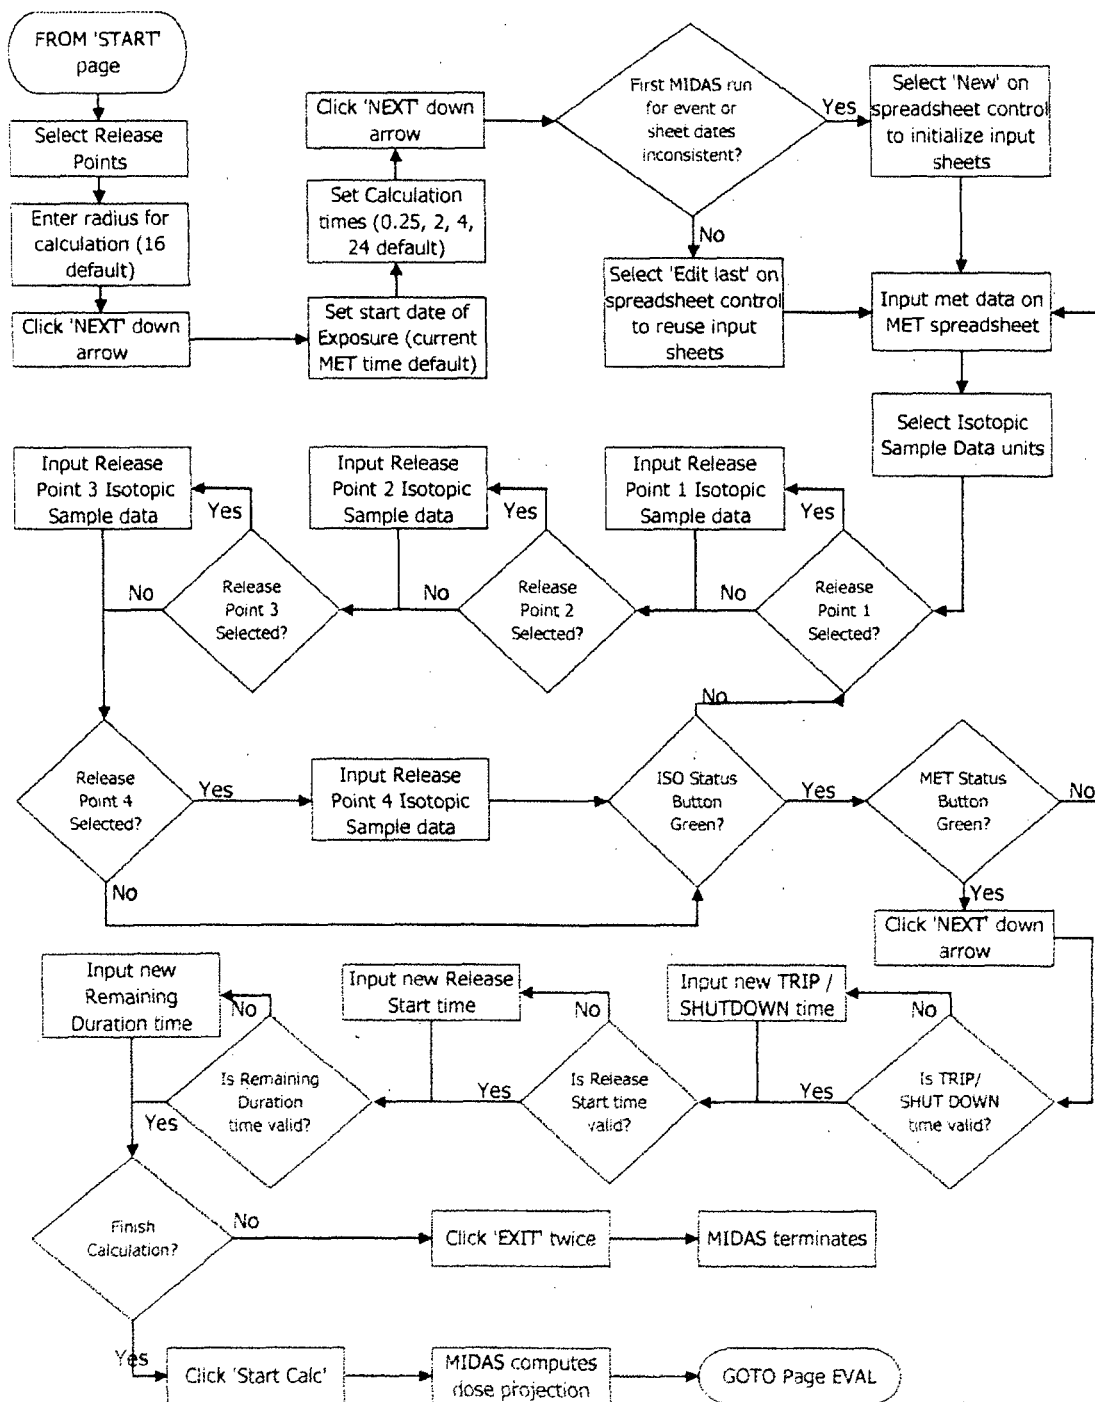 FROM 'START'
page
Select Release
Points
Enter radius for
calculation (16
default)
Click 'NEXT' down
arrow
Set start date of
Exposure (current
MET time default)
Set Calculation
times (0.25, 2, 4,
24 default)
Click 'NEXT' down
arrow
First MIDAS run
for event or
sheet dates
inconsistent?
Yes
Select 'New' on
spreadsheet control
to initialize input
sheets
No
Select 'Edit last' on
spreadsheet control
to reuse input
sheets
Input met data on
MET spreadsheet
Select Isotopic
Sample Data units
Release
Point 1
Selected?
Yes
Input Release
Point 1 Isotopic
Sample data
No
Release
Point 2
Selected?
Yes
Input Release
Point 2 Isotopic
Sample data
No
Release
Point 3
Selected?
Yes
Input Release
Point 3 Isotopic
Sample data
No
Release
Point 4
Selected?
Yes
Input Release
Point 4 Isotopic
Sample data
No
ISO Status
Button
Green?
No
Yes
MET Status
Button
Green?
No
Yes
Click 'NEXT' down
arrow
Is TRIP/
SHUT DOWN
time valid?
No
Input new TRIP /
SHUTDOWN time
Yes
Is Release
Start time
valid?
No
Input new Release
Start time
Yes
Is Remaining
Duration
time valid?
No
Input new
Remaining
Duration time
Yes
Finish
Calculation?
No
Click 'EXIT' twice
MIDAS terminates
Yes
Click 'Start Calc'
MIDAS computes
dose projection
GOTO Page EVAL